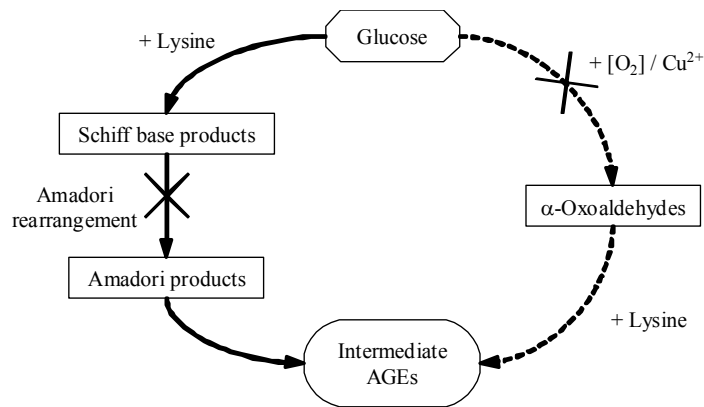 Glucose
+ Lysine
+ [O₂] / Cu²⁺
Schiff base products
Amadori
rearrangement
α-Oxoaldehydes
Amadori products
+ Lysine
Intermediate
AGEs